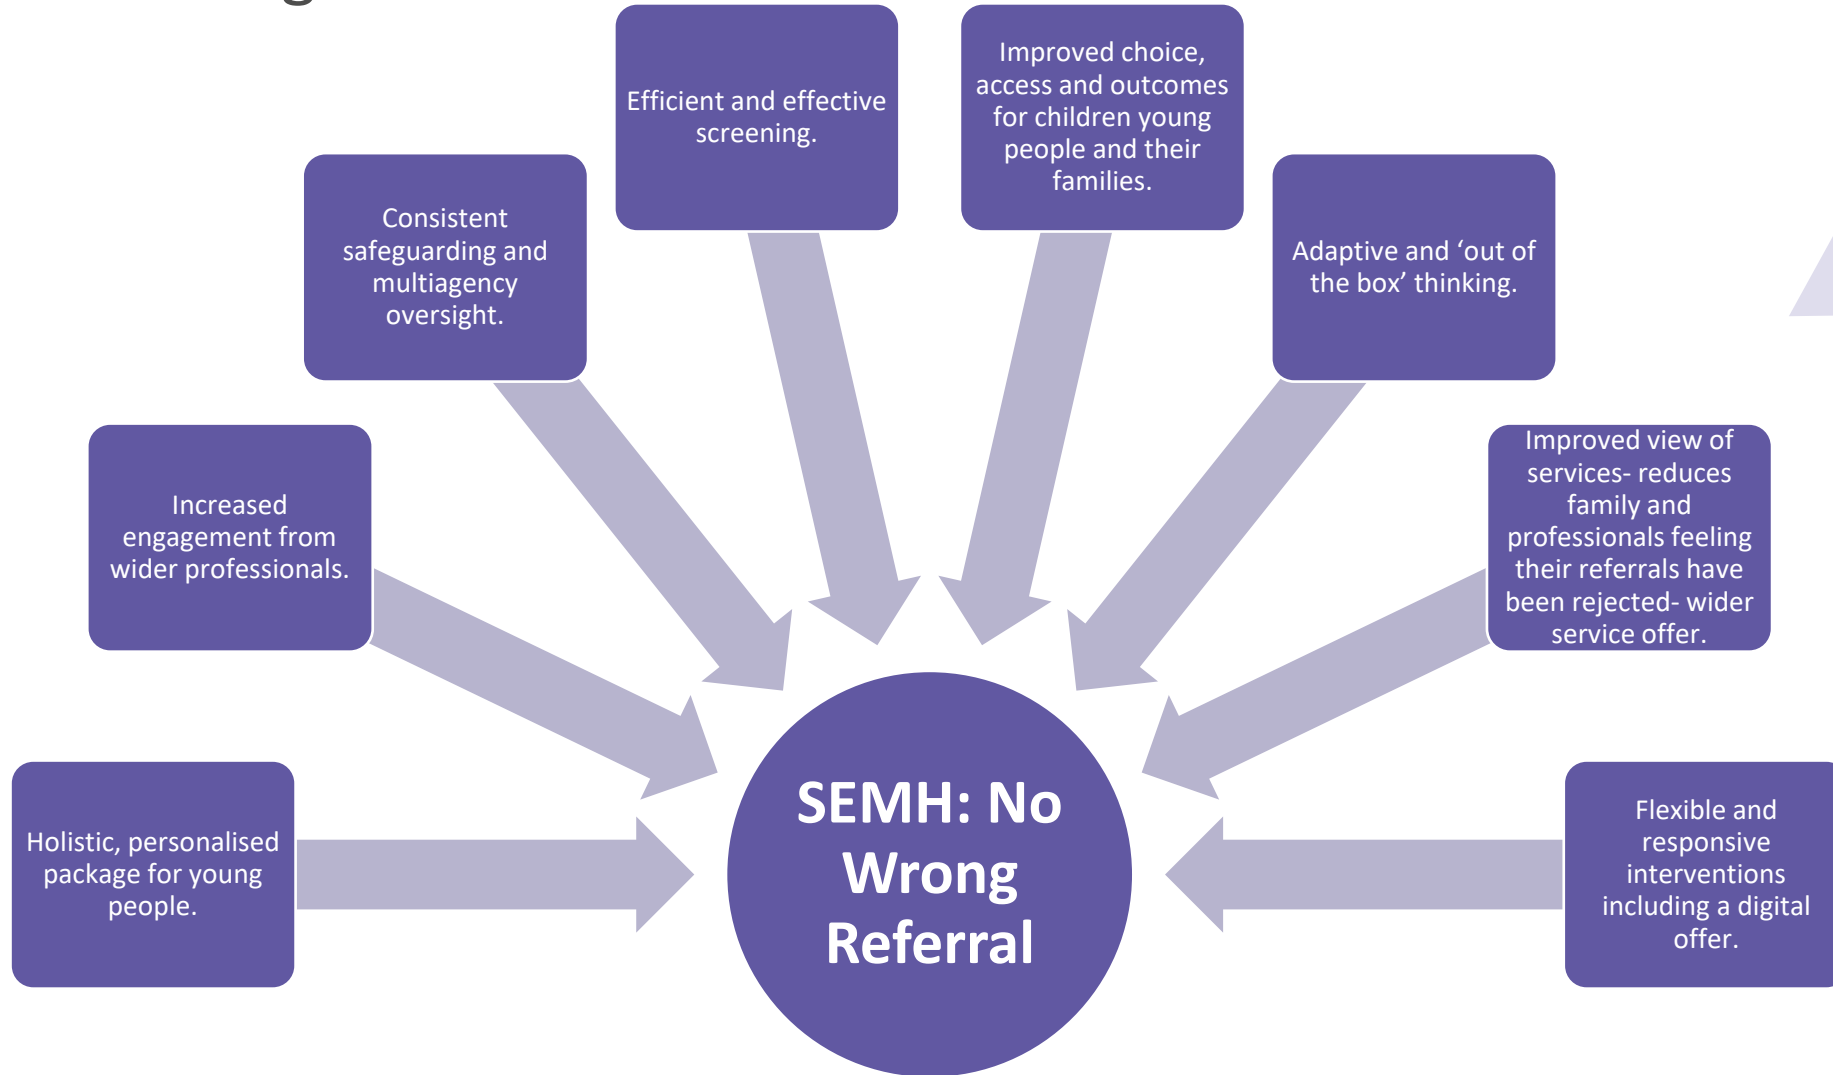 Efficient and effective
screening.
Improved choice,
access and outcomes
for children young
people and their
families.
Consistent
safeguarding and
multiagency
oversight.
Adaptive and ‘out of
the box’ thinking.
Increased
engagement from
wider professionals.
Improved view of
services- reduces
family and
professionals feeling
their referrals have
been rejected- wider
service offer.
Holistic, personalised
package for young
people.
SEMH: No
Wrong
Referral
Flexible and
responsive
interventions
including a digital
offer.